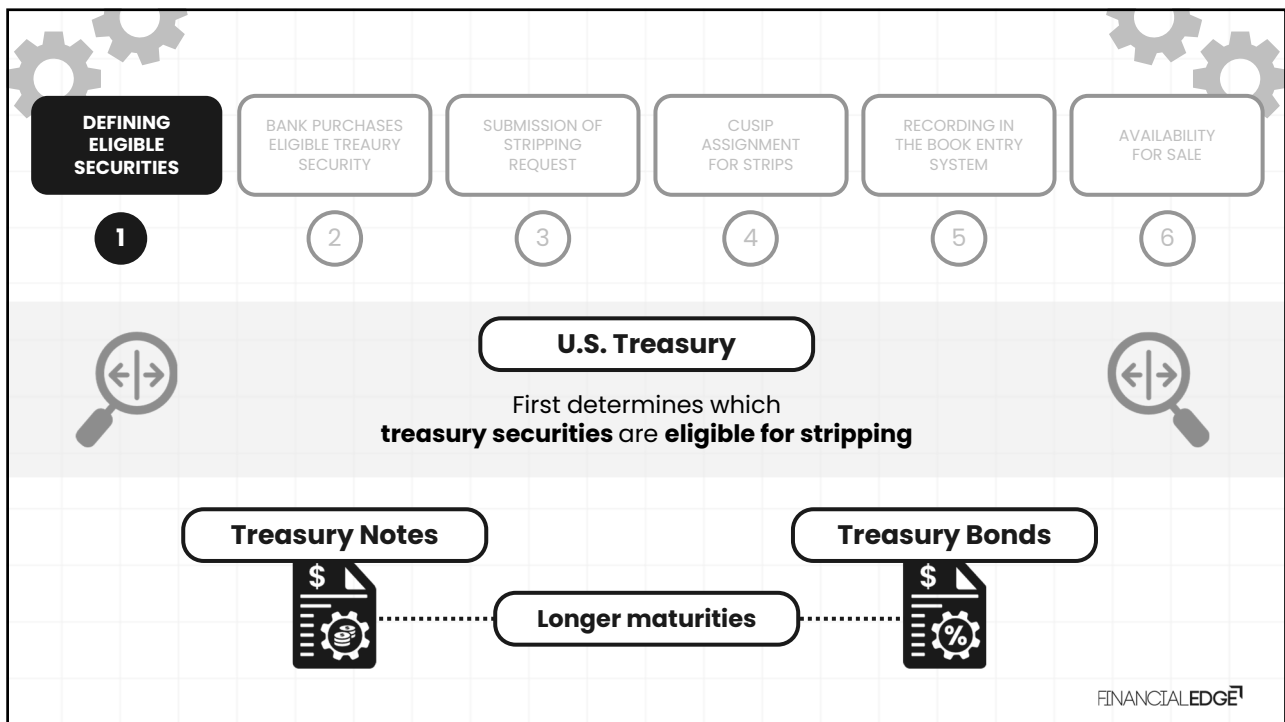 DEFINING
ELIGIBLE
SECURITIES
BANK PURCHASES
ELIGIBLE TREAURY
SECURITY
SUBMISSION OF
STRIPPING
REQUEST
CUSIP
ASSIGNMENT
FOR STRIPS
RECORDING IN
THE BOOK ENTRY
SYSTEM
AVAILABILITY
FOR SALE
1
2
3
4
5
6
U.S. Treasury
First determines which
treasury securities are eligible for stripping
Treasury Notes
Treasury Bonds
$
$
%
Longer maturities
FINANCIALEDGE